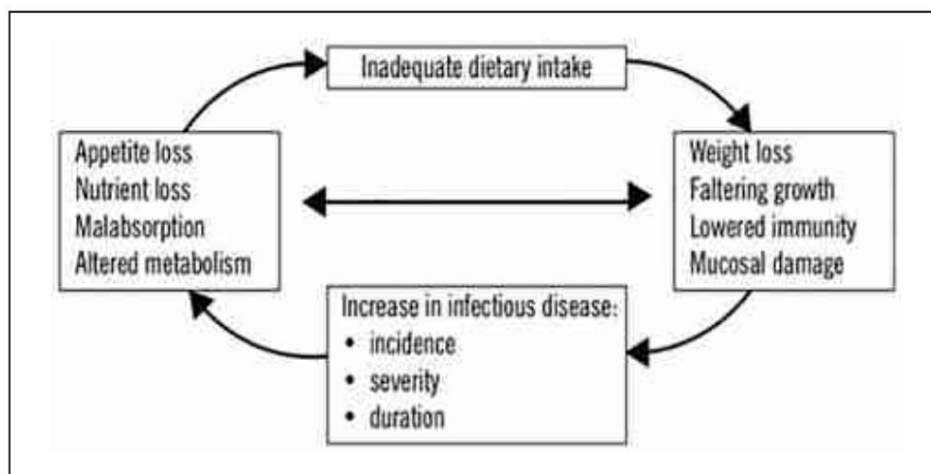 Inadequate dietary intake
Appetite loss
Nutrient loss
Malabsorption
Altered metabolism
Weight loss
Faltering growth
Lowered immunity
Mucosal damage
Increase in infectious disease:
• incidence
• severity
• duration